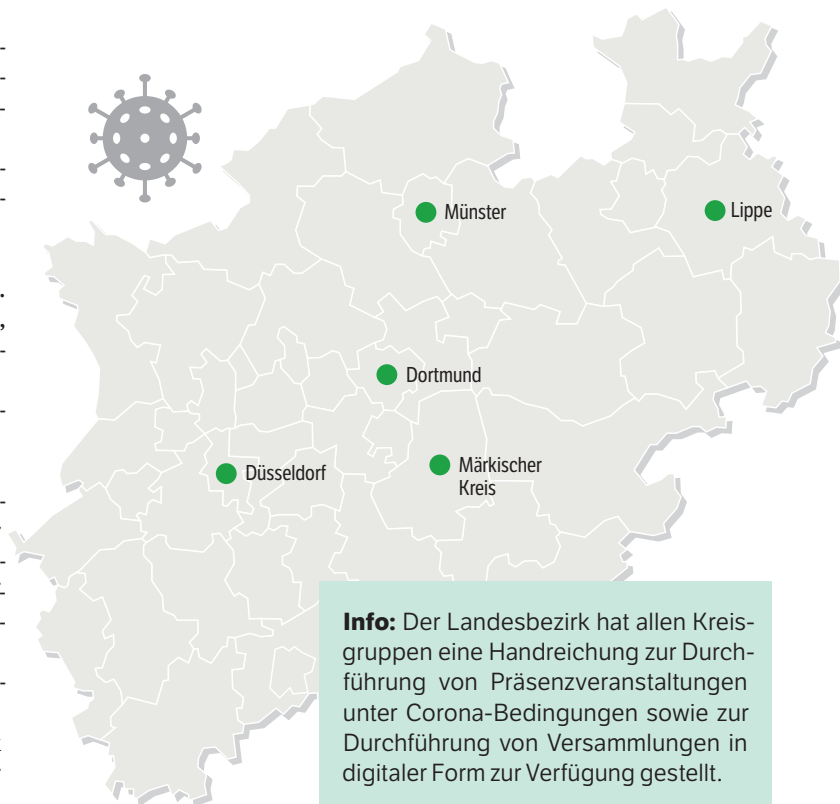 Münster
Lippe
Dortmund
Düsseldorf
Märkischer
Kreis
Info: Der Landesbezirk hat allen Kreis-
gruppen eine Handreichung zur Durch-
führung von Präsenzveranstaltungen
unter Corona-Bedingungen sowie zur
Durchführung von Versammlungen in
digitaler Form zur Verfügung gestellt.